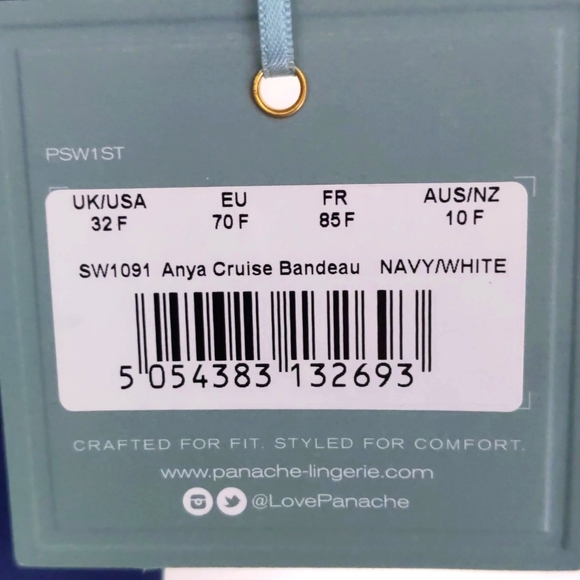 PSW1ST
UK/USA EU FR AUS/NZ
32 F 70 F 85 F 10 F
SW1091 Anya Cruise Bandeau NAVY/WHITE
5 054383 132693
CRAFTED FOR FIT. STYLED FOR COMFORT.
www.panache-lingerie.com
@LovePanache